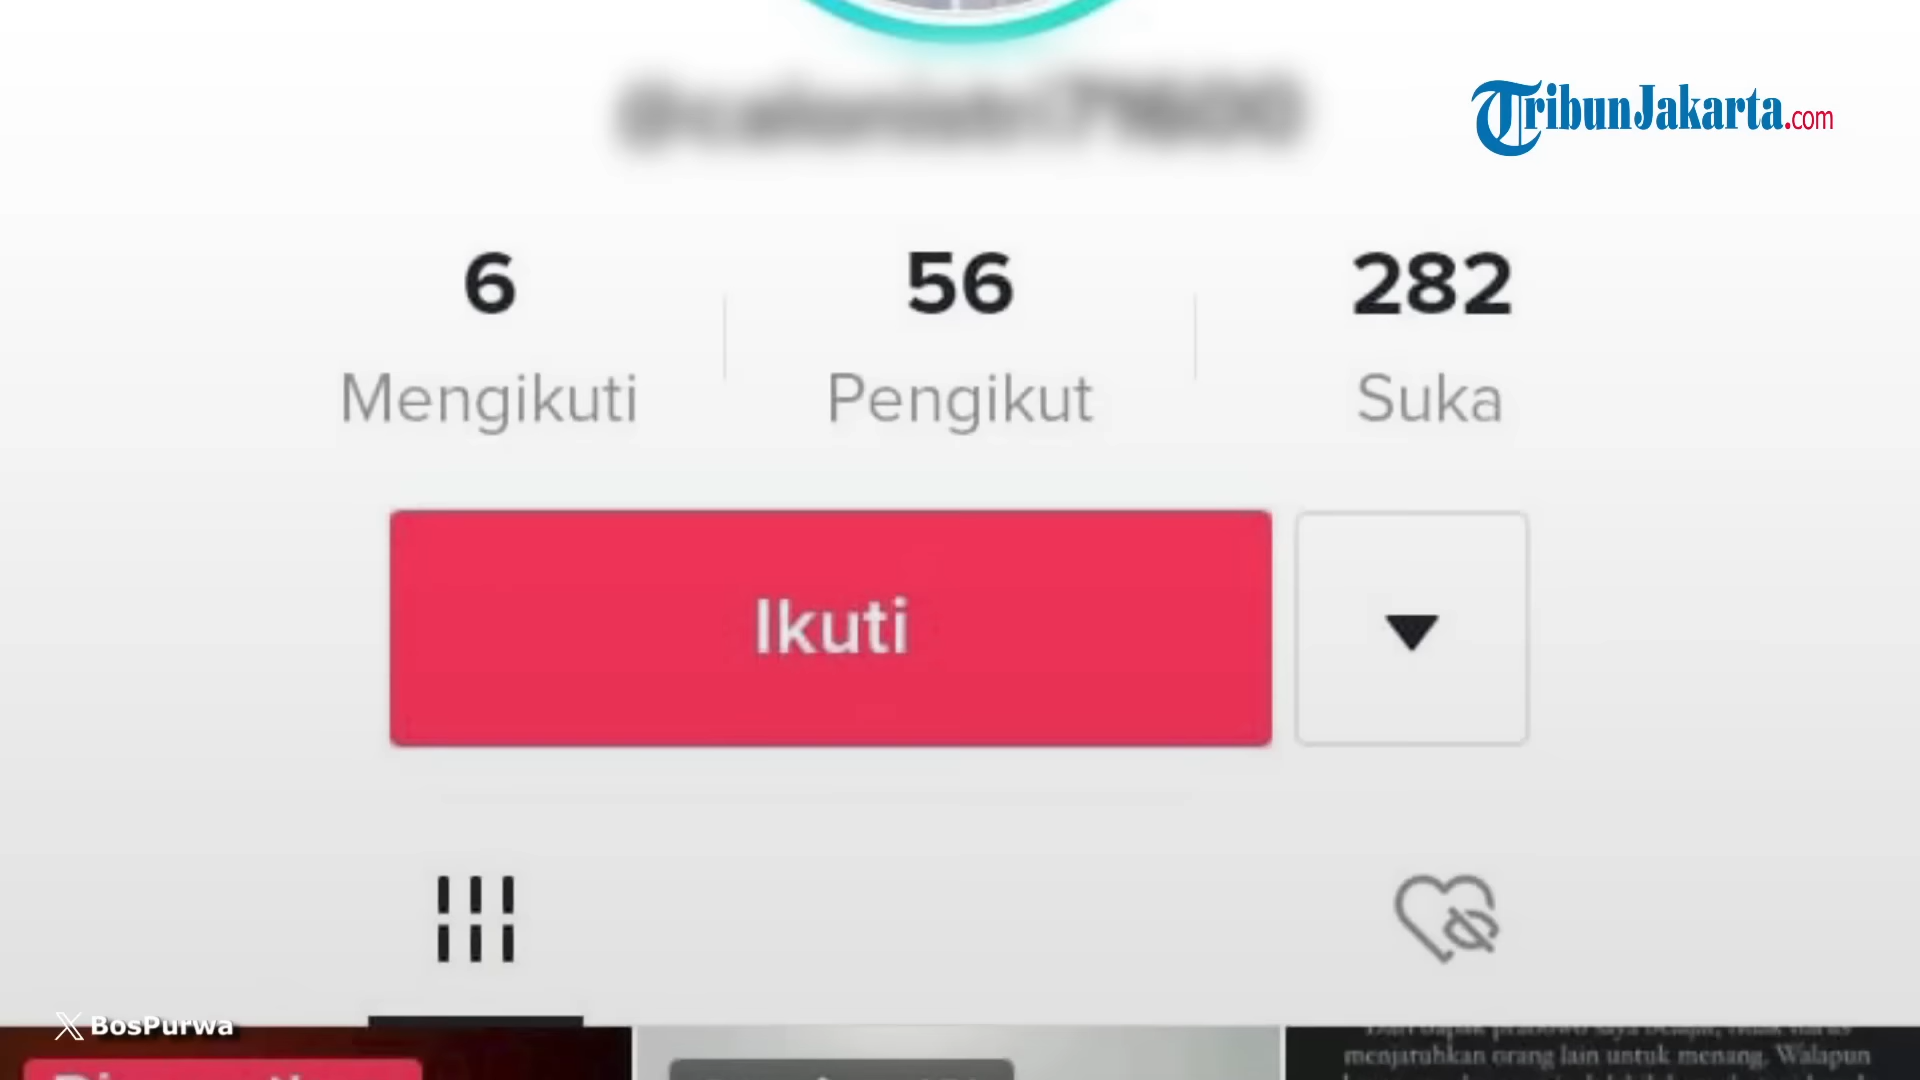 TribunJakarta.com
6
56
282
Mengikuti
Pengikut
Suka
Ikuti
X BosPurwa
menjatuhkan orang lain untuk menang, Walapun